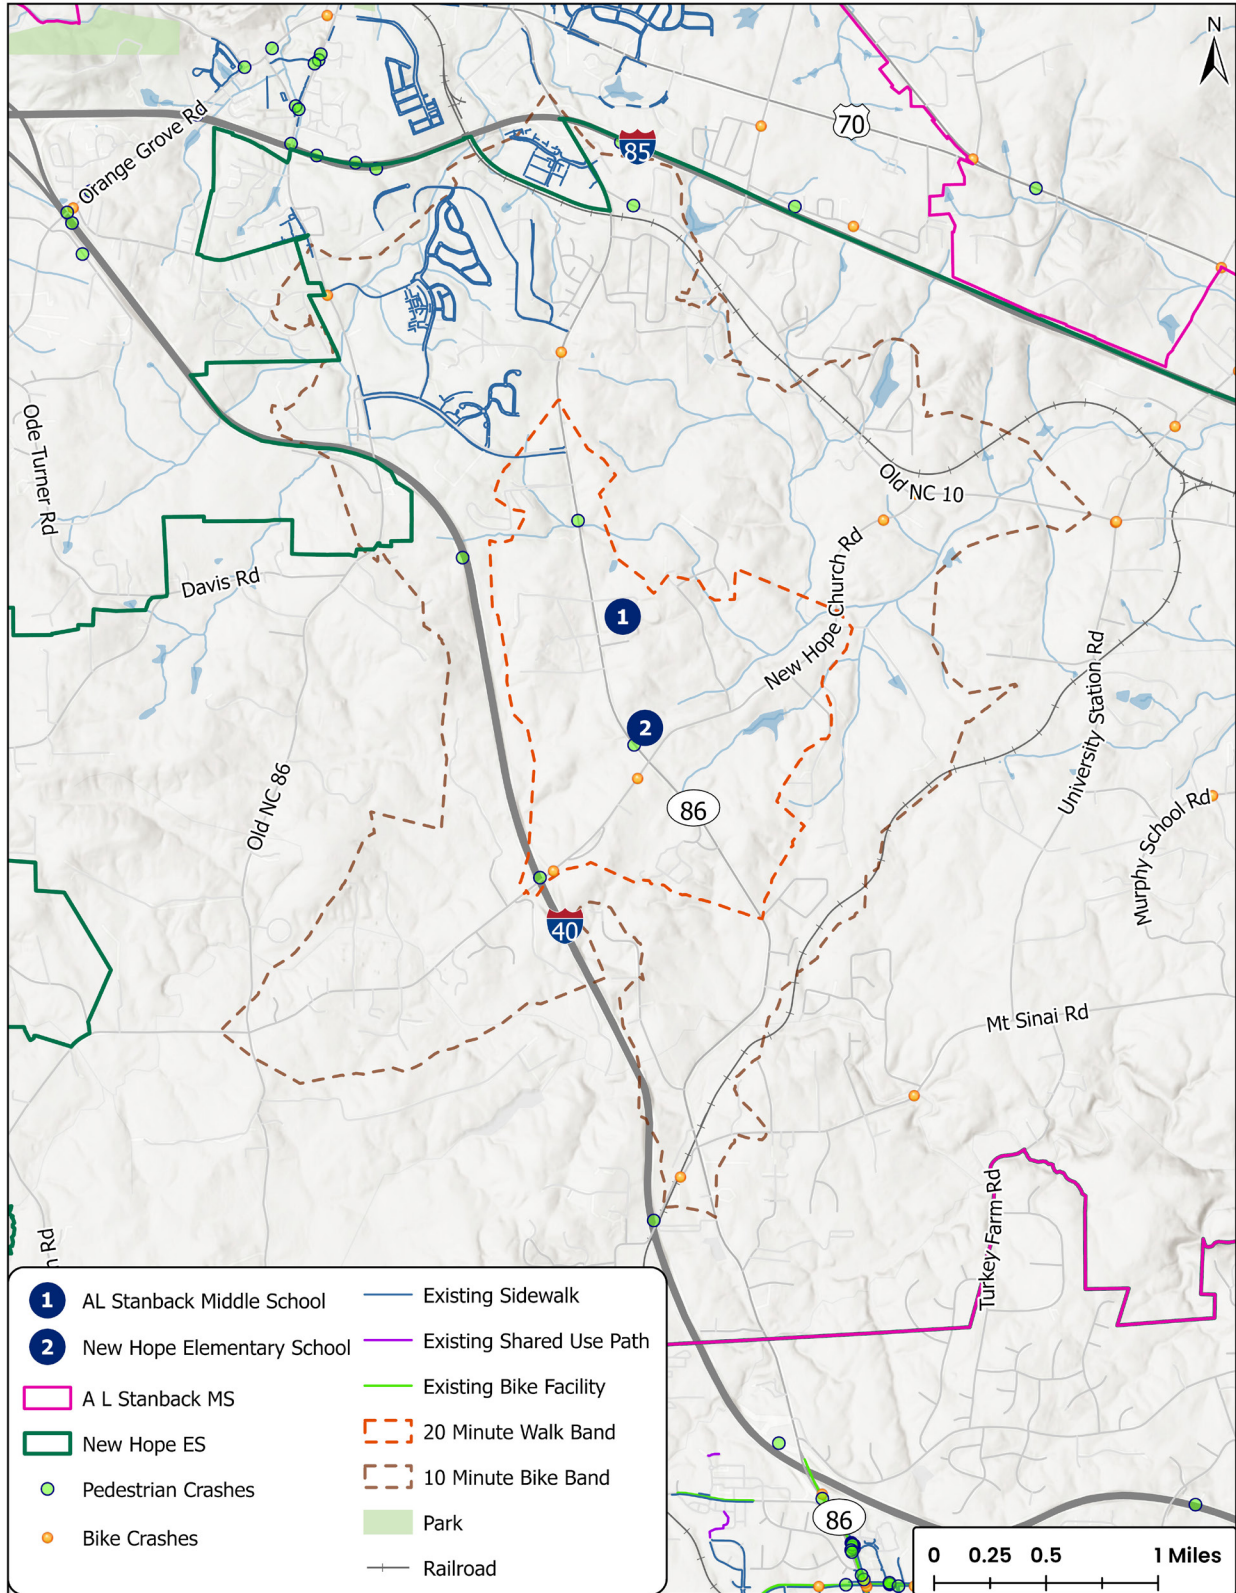 N
70
85
Orange Grove Rd
Ode Turner Rd
Old NC 10
Davis Rd
New Hope Church Rd
1
2
University Station Rd
Old NC 86
86
Murphy School Rd
40
Mt Sinai Rd
Turkey Farm Rd
n Rd
1 AL Stanback Middle School
2 New Hope Elementary School
A L Stanback MS
New Hope ES
Pedestrian Crashes
Bike Crashes
Existing Sidewalk
Existing Shared Use Path
Existing Bike Facility
20 Minute Walk Band
10 Minute Bike Band
Park
Railroad
86
0 0.25 0.5 1 Miles